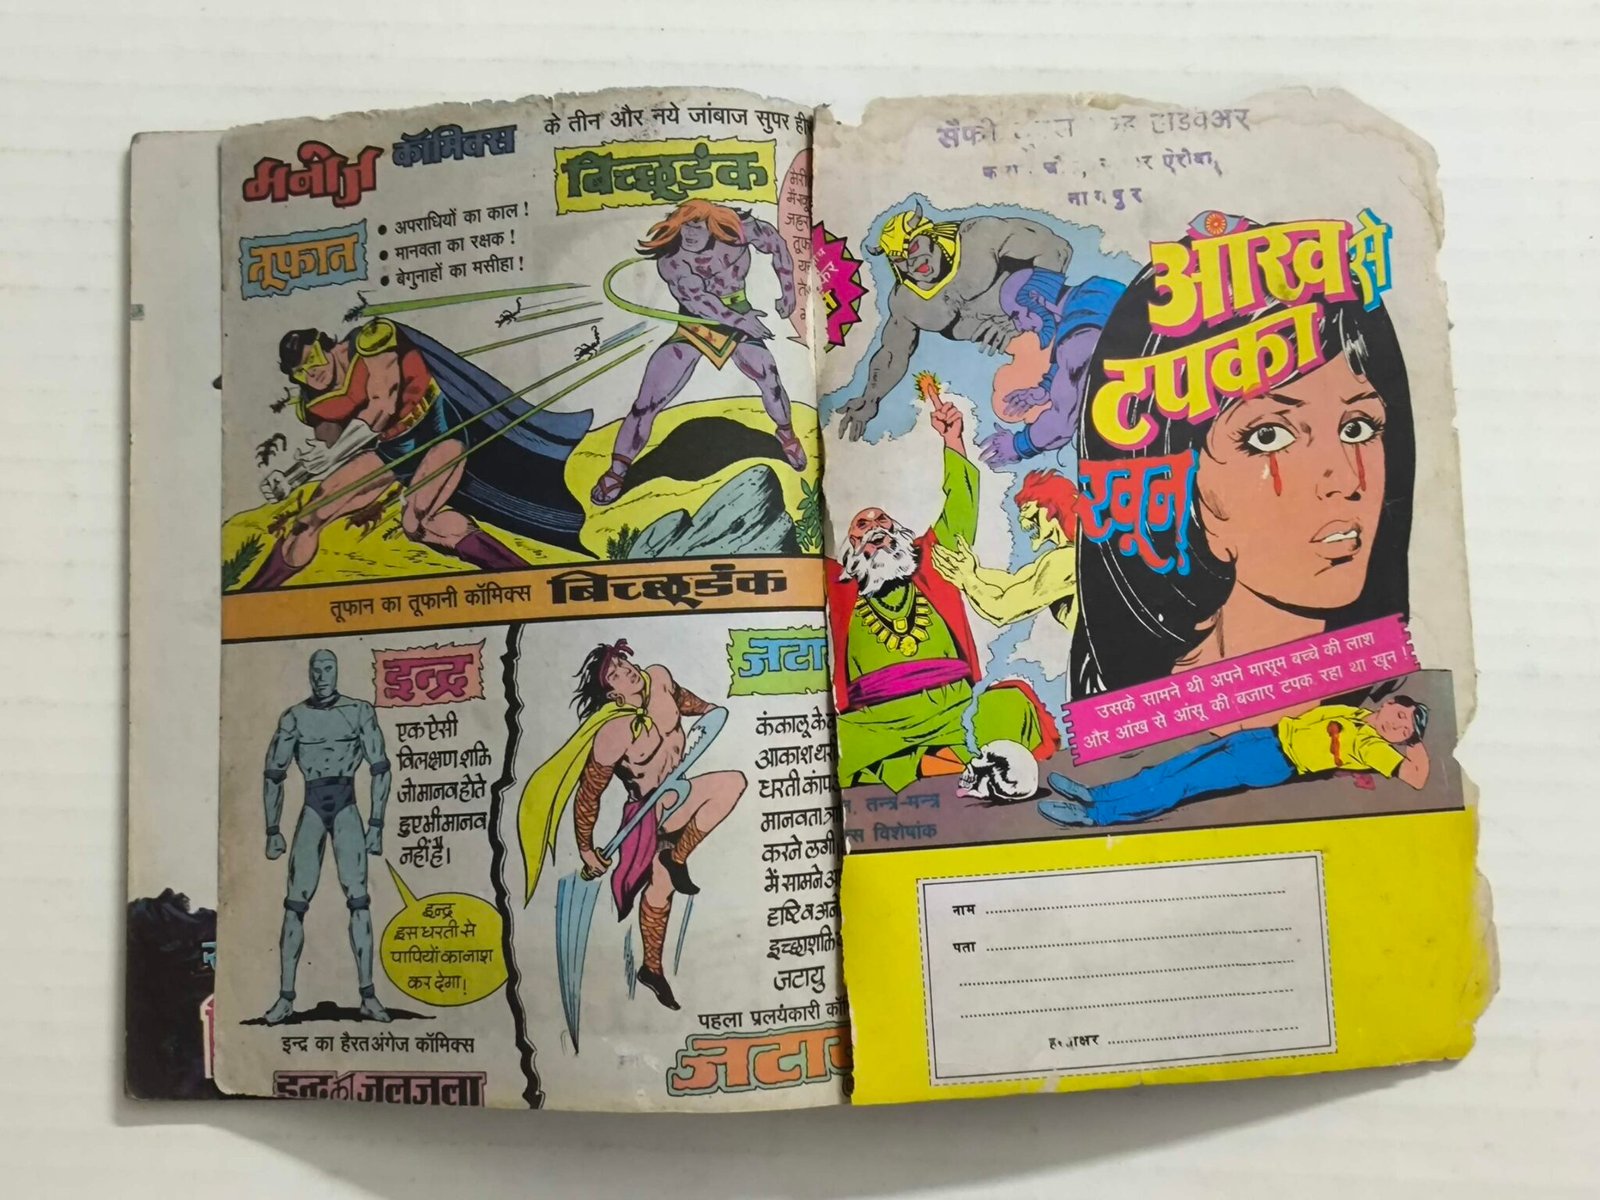 मनोज कॉमिक्स
के तीन और नये जांबाज सुपर
तूफान
अपराधियों का काल !
मानवता का रक्षक !
बेगुनाहों का मसीहा !
बिच्छूडंक
तूफान का तूफानी कॉमिक्स बिच्छूडंक
इन्द्र
एक ऐसी
विलक्षण शक्ति
जो मानव होते
हुए भी मानव
नहीं है।
इन्द्र
इस धरती से
पापियों का नाश
कर देगा!
इन्द्र का हैरतअंगेज कॉमिक्स
इन्द्र का जलजला
कंकालू के
आकाश
धरती
मानवता
करने लगी
में सामने
इच्छाशक्ति
जटायु
पहला प्रलयंकारी
नागपुर
आंख से
टपका
खून
उसके सामने थी अपने मासूम बच्चे की लाश
और आंख से आंसू की बजाए टपक रहा था खून !
तन्त्र-मन्त्र
विशेषांक
नाम
पता